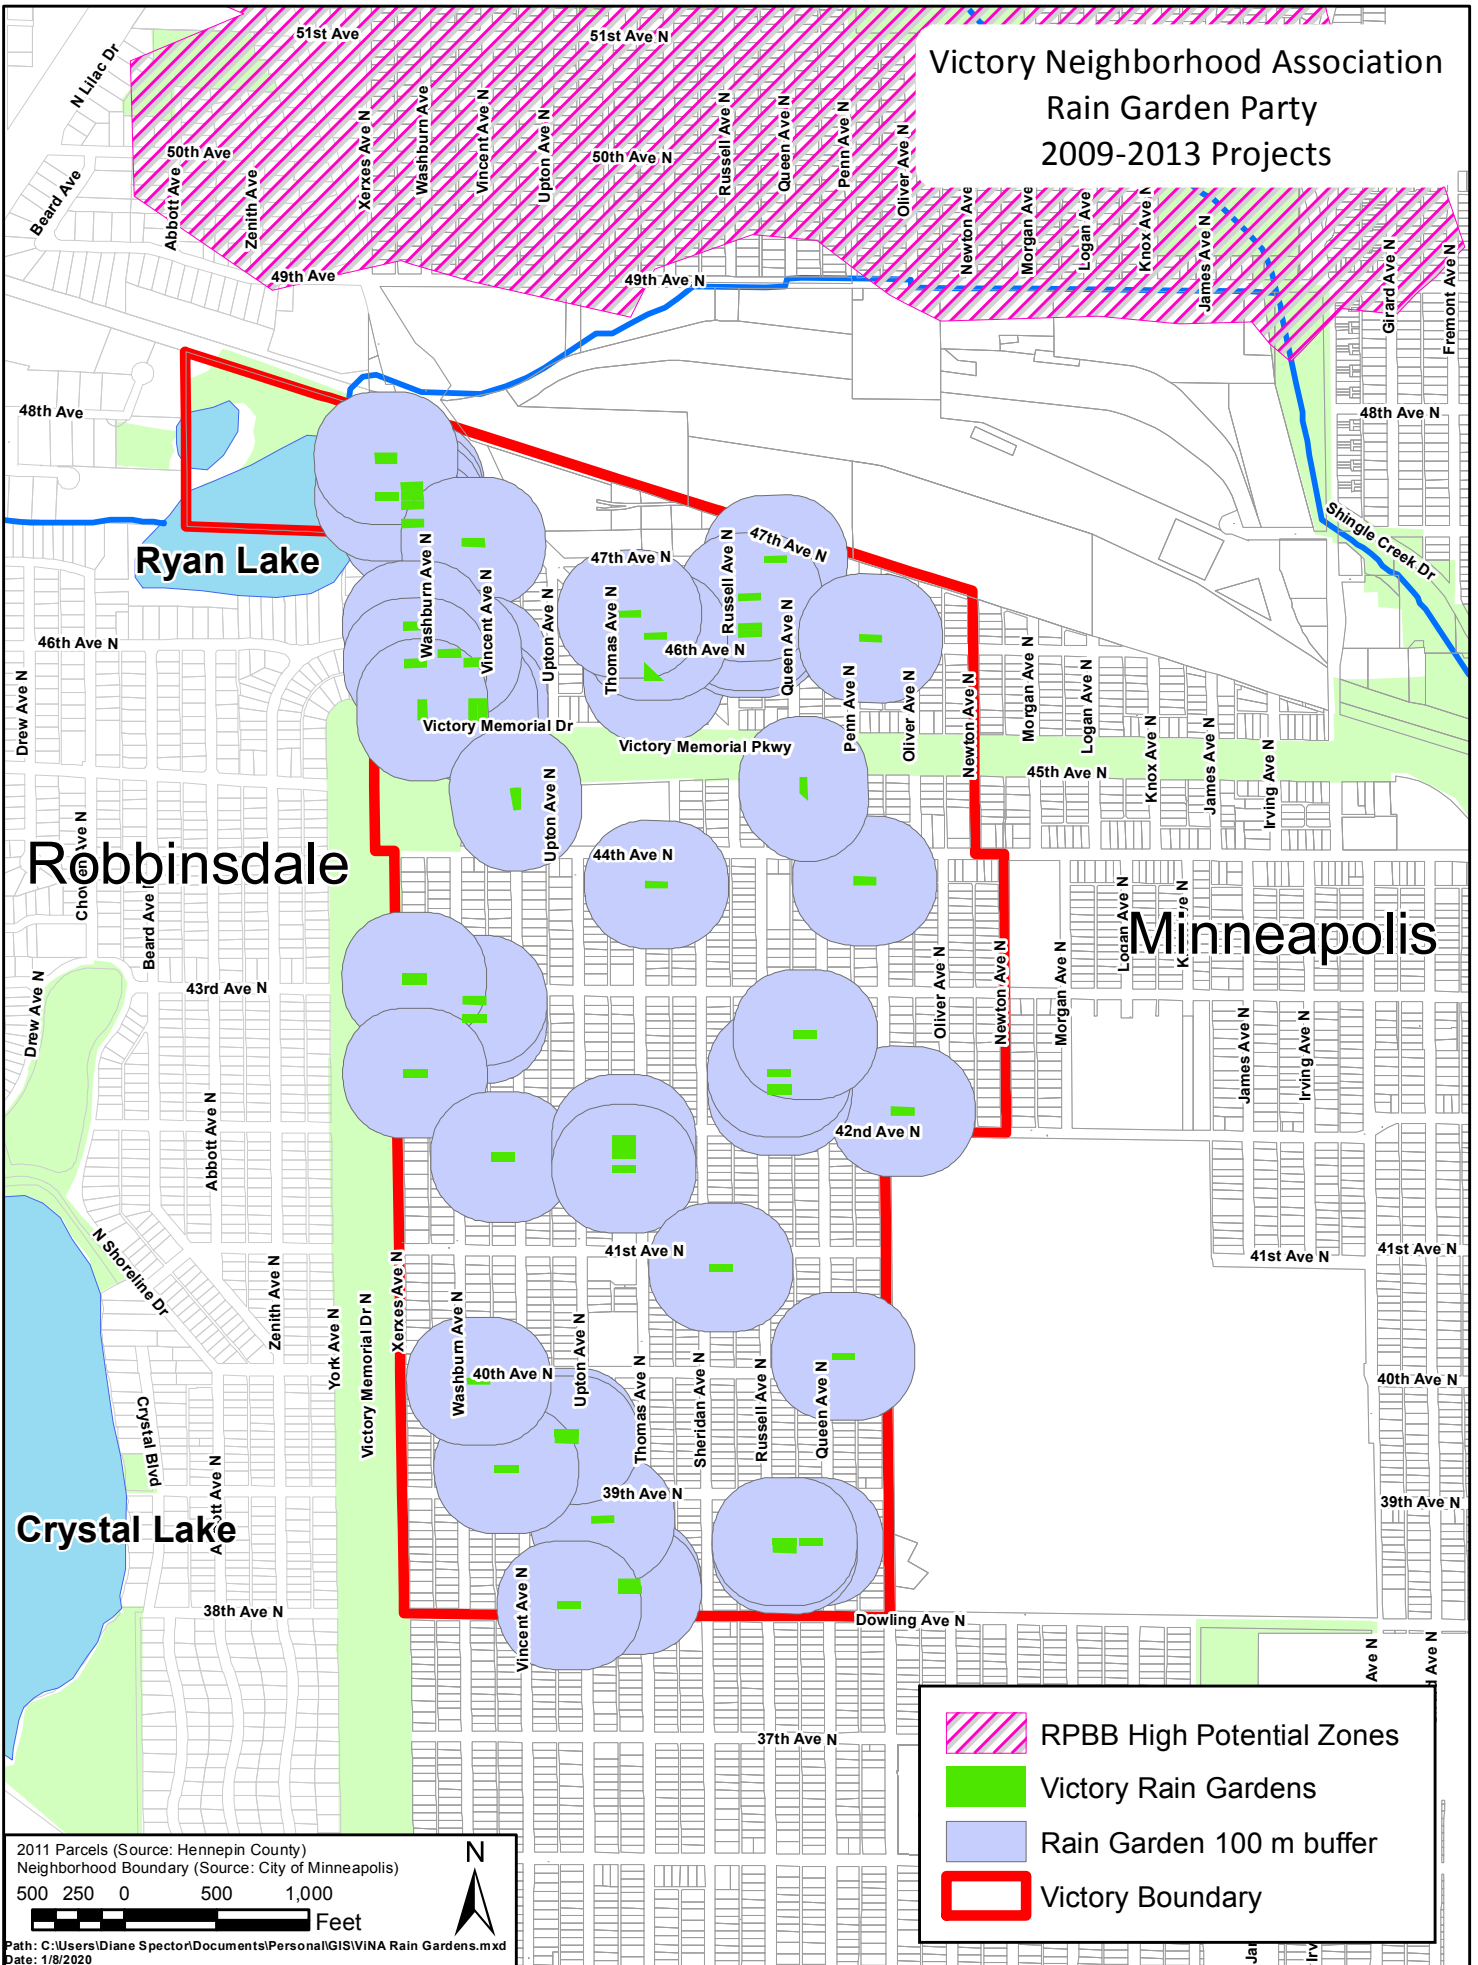 Victory Neighborhood Association
Rain Garden Party
2009-2013 Projects
51st Ave
51st Ave N
N Lilac Dr
Xerxes Ave N
Washburn Ave
Vincent Ave N
Upton Ave N
Russell Ave N
Queen Ave N
Penn Ave N
Oliver Ave N
50th Ave
50th Ave N
Beard Ave
Abbott Ave
Zenith Ave
Newton Ave
Morgan Ave
Logan Ave
Knox Ave N
James Ave N
Girard Ave N
Fremont Ave N
49th Ave
49th Ave N
48th Ave
48th Ave N
Shingle Creek Dr
Ryan Lake
47th Ave N
47th Ave N
Washburn Ave N
Vincent Ave N
Upton Ave N
Thomas Ave N
Russell Ave N
Queen Ave N
46th Ave N
46th Ave N
Penn Ave N
Oliver Ave N
Newton Ave N
Morgan Ave N
Logan Ave N
Knox Ave N
James Ave N
Irving Ave N
Drew Ave N
Victory Memorial Dr
Victory Memorial Pkwy
45th Ave N
Upton Ave N
44th Ave N
Robbinsdale
Beard Ave
Minneapolis
Logan Ave N
43rd Ave N
Drew Ave N
Oliver Ave N
Newton Ave N
Morgan Ave N
James Ave N
Irving Ave N
42nd Ave N
Abbott Ave N
N Shoreline Dr
41st Ave N
41st Ave N
41st Ave N
Zenith Ave N
York Ave N
Victory Memorial Dr N
Xerxes Ave N
Washburn Ave N
40th Ave N
Upton Ave N
Thomas Ave N
Sheridan Ave N
Russell Ave N
Queen Ave N
40th Ave N
Crystal Blvd
39th Ave N
39th Ave N
Crystal Lake
38th Ave N
Vincent Ave N
Dowling Ave N
Ave N
Ave N
37th Ave N
RPBB High Potential Zones
Victory Rain Gardens
Rain Garden 100 m buffer
Victory Boundary
2011 Parcels (Source: Hennepin County)
Neighborhood Boundary (Source: City of Minneapolis)
N
500 250 0 500 1,000
Feet
Path: C:\Users\Diane Spector\Documents\Personal\GIS\ViNA Rain Gardens.mxd
Date: 1/8/2020